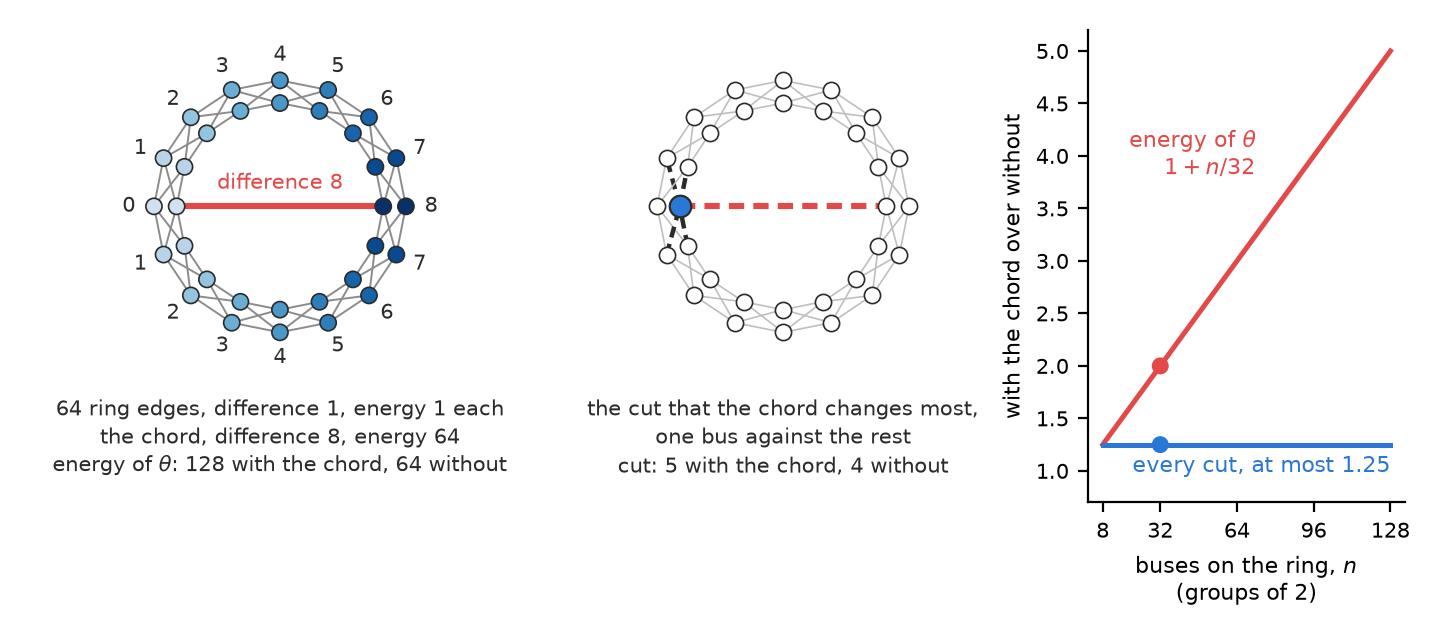 4
3
5
2
6
1
7
difference 8
0
8
1
7
2
6
3
5
4
64 ring edges, difference 1, energy 1 each
the chord, difference 8, energy 64
energy of θ: 128 with the chord, 64 without
the cut that the chord changes most,
one bus against the rest
cut: 5 with the chord, 4 without
with the chord over without
5.0
4.5
4.0
3.5
3.0
2.5
2.0
1.5
1.0
energy of θ
1 + n/32
every cut, at most 1.25
8
32
64
96
128
buses on the ring, n
(groups of 2)